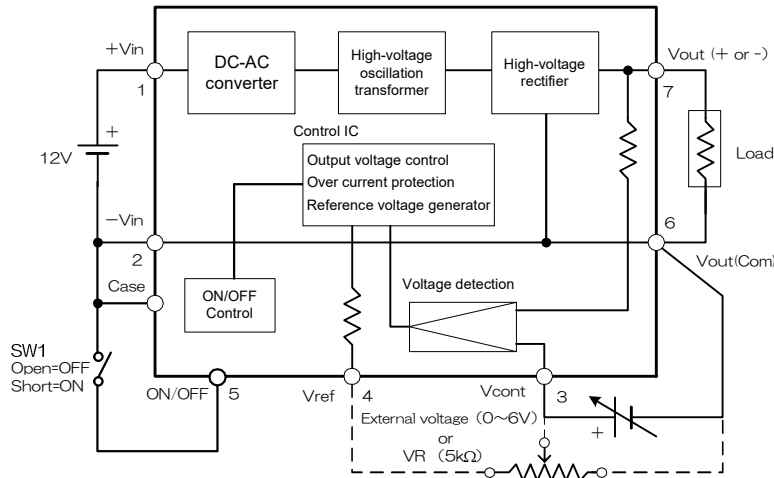 +Vin
1
DC-AC
converter
High-voltage
oscillation
transformer
High-voltage
rectifier
Vout (+ or -)
7
+
12V
Control IC
Output voltage control
Over current protection
Reference voltage generator
Load
−Vin
2
6
Vout(Com)
Case
ON/OFF
Control
Voltage detection
SW1
Open=OFF
Short=ON
ON/OFF
5
Vref
4
Vcont
3
External voltage (0～6V)
or
VR (5kΩ)
+